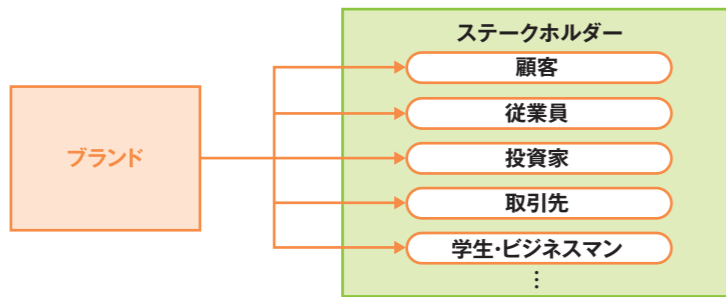 ステークホルダー
顧客
従業員
ブランド
投資家
取引先
学生・ビジネスマン
⋮